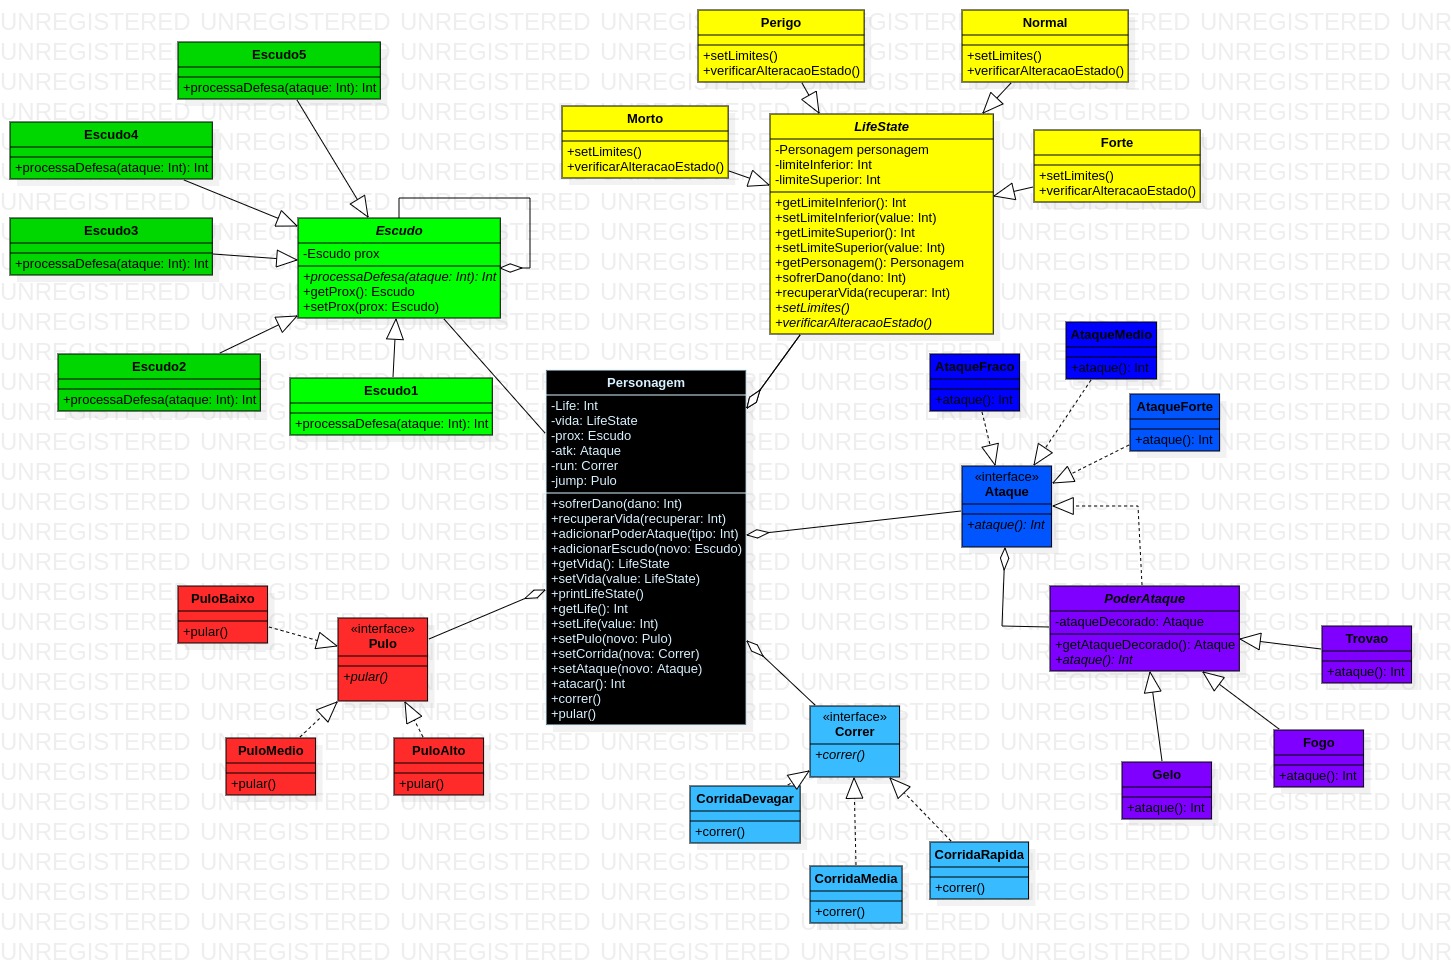 Perigo
+setLimites()
+verificarAlteracaoEstado()
Normal
+setLimites()
+verificarAlteracaoEstado()
Escudo5
+processaDefesa(ataque: Int): Int
Morto
+setLimites()
+verificarAlteracaoEstado()
LifeState
-Personagem personagem
-limiteInferior: Int
-limiteSuperior: Int
+getLimiteInferior(): Int
+setLimiteInferior(value: Int)
+getLimiteSuperior(): Int
+setLimiteSuperior(value: Int)
+getPersonagem(): Personagem
+sofrerDano(dano: Int)
+recuperarVida(recuperar: Int)
+setLimites()
+verificarAlteracaoEstado()
Forte
+setLimites()
+verificarAlteracaoEstado()
Escudo4
+processaDefesa(ataque: Int): Int
Escudo3
+processaDefesa(ataque: Int): Int
Escudo
-Escudo prox
+processaDefesa(ataque: Int): Int
+getProx(): Escudo
+setProx(prox: Escudo)
Escudo2
+processaDefesa(ataque: Int): Int
Escudo1
+processaDefesa(ataque: Int): Int
Personagem
-Life: Int
-vida: LifeState
-prox: Escudo
-atk: Ataque
-run: Correr
-jump: Pulo
+sofrerDano(dano: Int)
+recuperarVida(recuperar: Int)
+adicionarPoderAtaque(tipo: Int)
+adicionarEscudo(novo: Escudo)
+getVida(): LifeState
+setVida(value: LifeState)
+printLifeState()
+getLife(): Int
+setLife(value: Int)
+setPulo(novo: Pulo)
+setCorrida(nova: Correr)
+setAtaque(novo: Ataque)
+atacar(): Int
+correr()
+pular()
AtaqueFraco
+ataque(): Int
AtaqueMedio
+ataque(): Int
AtaqueForte
+ataque(): Int
«interface»
Ataque
+ataque(): Int
PoderAtaque
-ataqueDecorado: Ataque
+getAtaqueDecorado(): Ataque
+ataque(): Int
Trovao
+ataque(): Int
Fogo
+ataque(): Int
Gelo
+ataque(): Int
PuloBaixo
+pular()
«interface»
Pulo
+pular()
PuloMedio
+pular()
PuloAlto
+pular()
«interface»
Correr
+correr()
CorridaDevagar
+correr()
CorridaMedia
+correr()
CorridaRapida
+correr()
UNREGISTERED